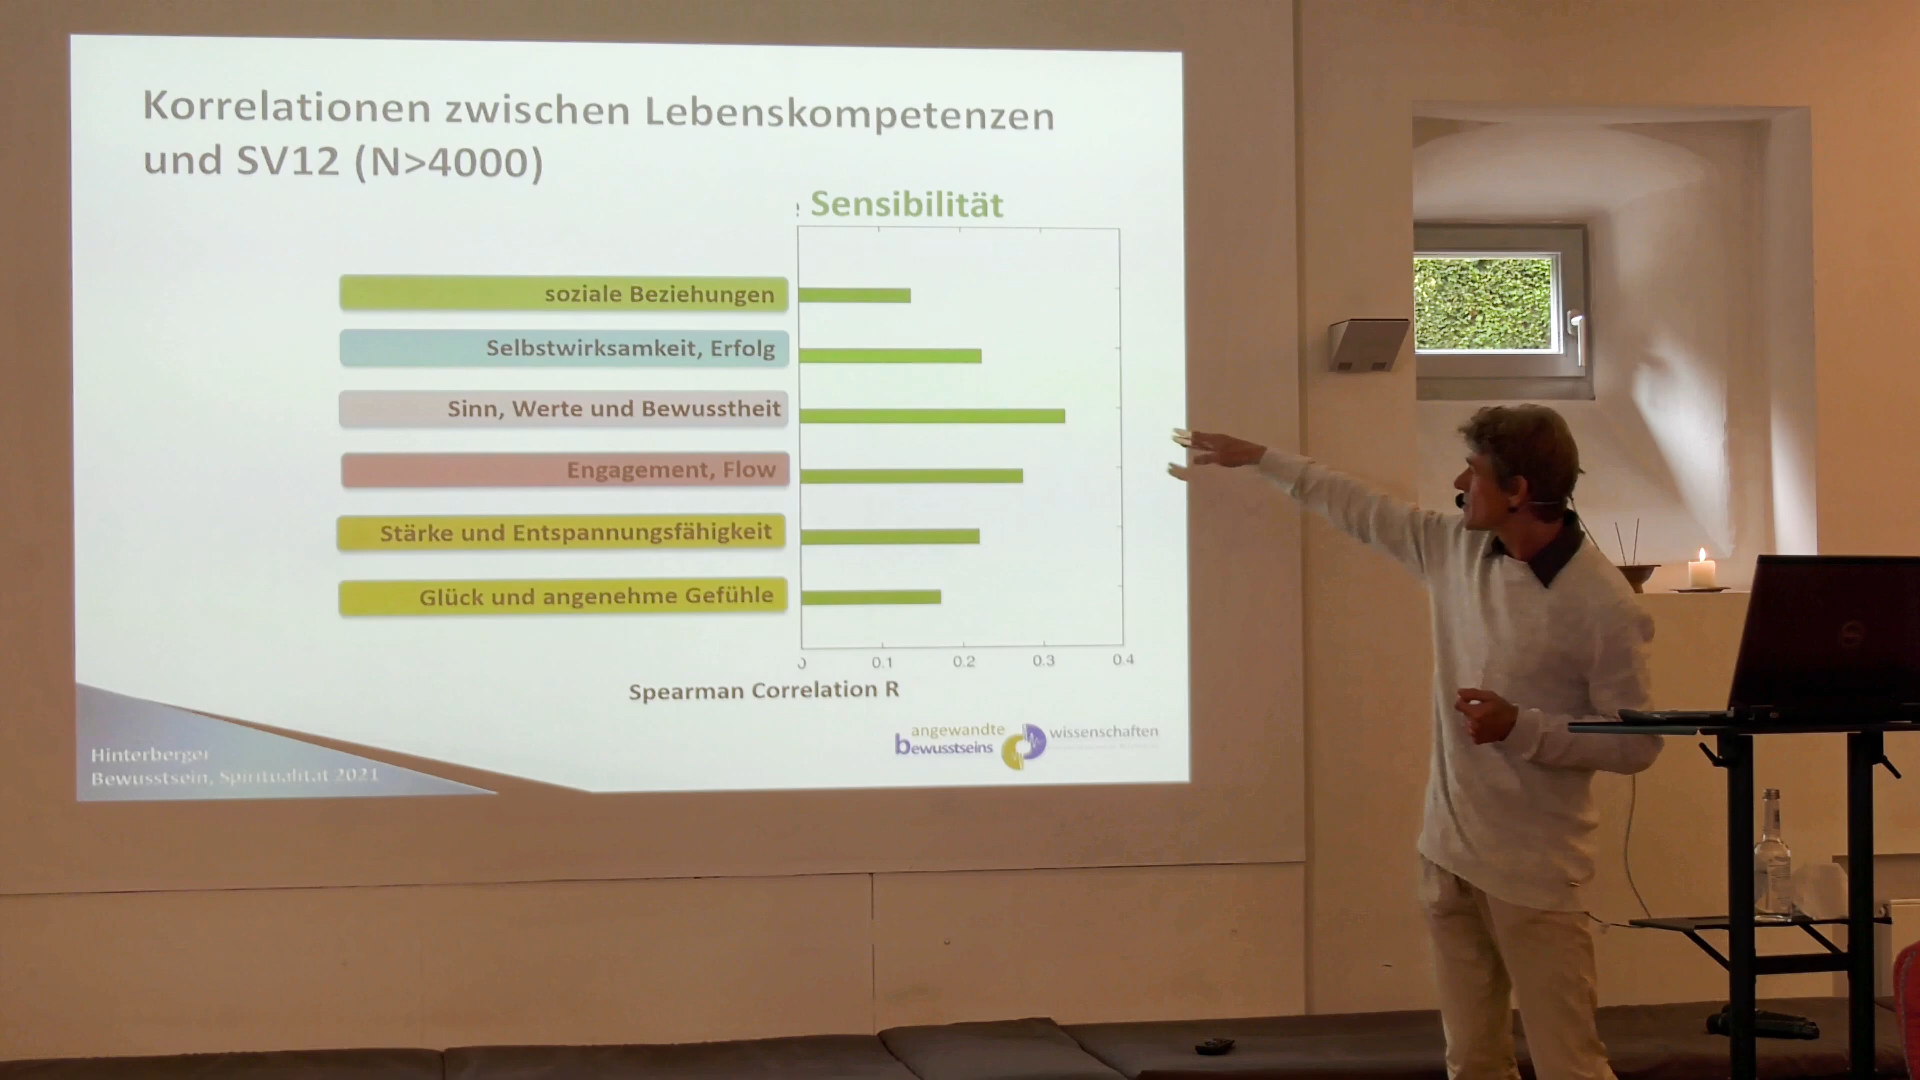 Korrelationen zwischen Lebenskompetenzen
und SV12 (N>4000)
Sensibilität
soziale Beziehungen
Selbstwirksamkeit, Erfolg
Sinn, Werte und Bewusstheit
Engagement, Flow
Stärke und Entspannungsfähigkeit
Glück und angenehme Gefühle
0.1 0.2 0.3 0.4
Spearman Correlation R
angewandte
bewusstseins wissenschaften
Hinterberger
Bewusstsein, Spiritualität 2021